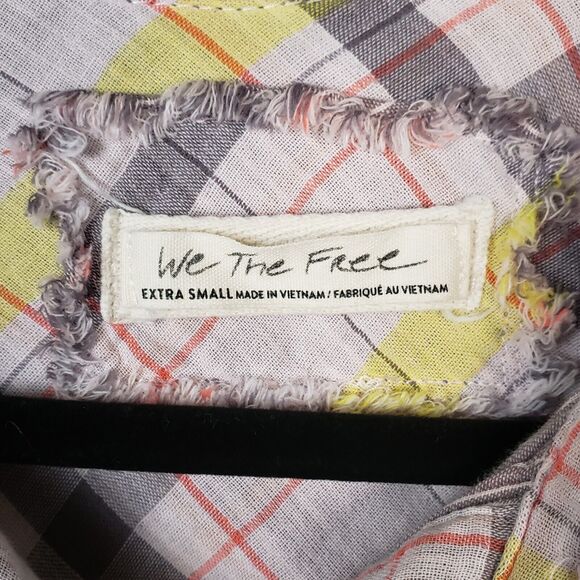 We The Free
EXTRA SMALL MADE IN VIETNAM / FABRIQUÉ AU VIETNAM